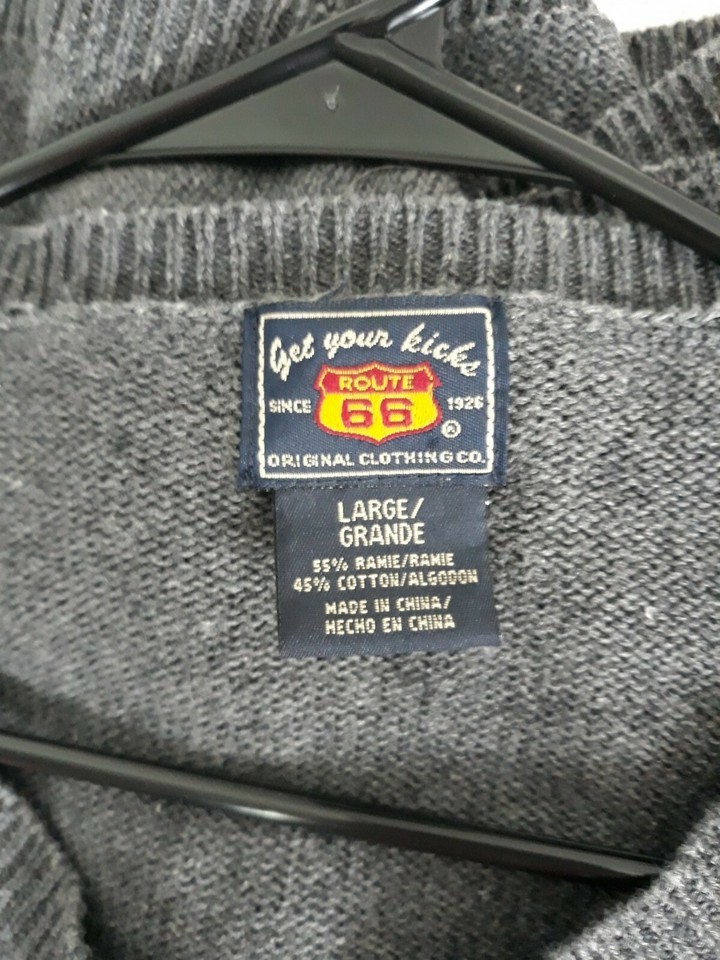 Get your kicks
ROUTE
SINCE 66 1926
®
ORIGINAL CLOTHING CO.
LARGE/
GRANDE
55% RAMIE/RAMIE
45% COTTON/ALGODON
MADE IN CHINA/
HECHO EN CHINA